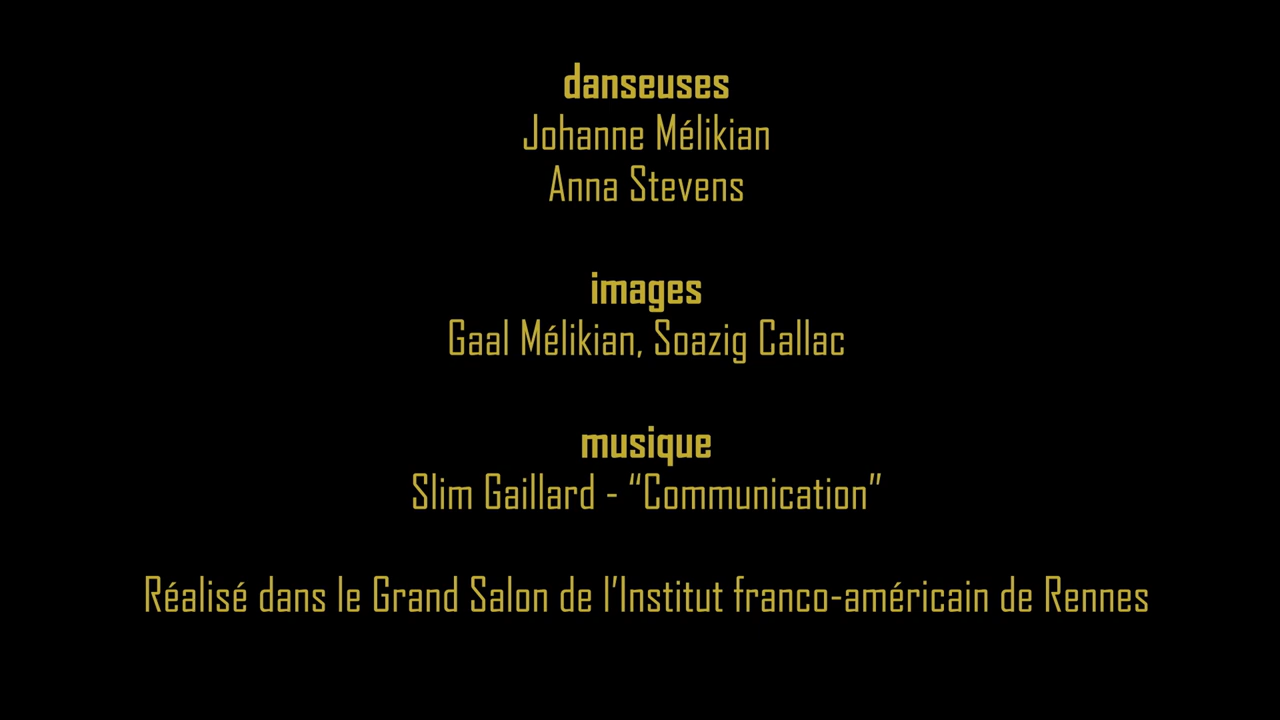 danseuses
Johanne Mélikian
Anna Stevens
images
Gaal Mélikian, Soazig Callac
musique
Slim Gaillard - “Communication”
Réalisé dans le Grand Salon de l’Institut franco-américain de Rennes